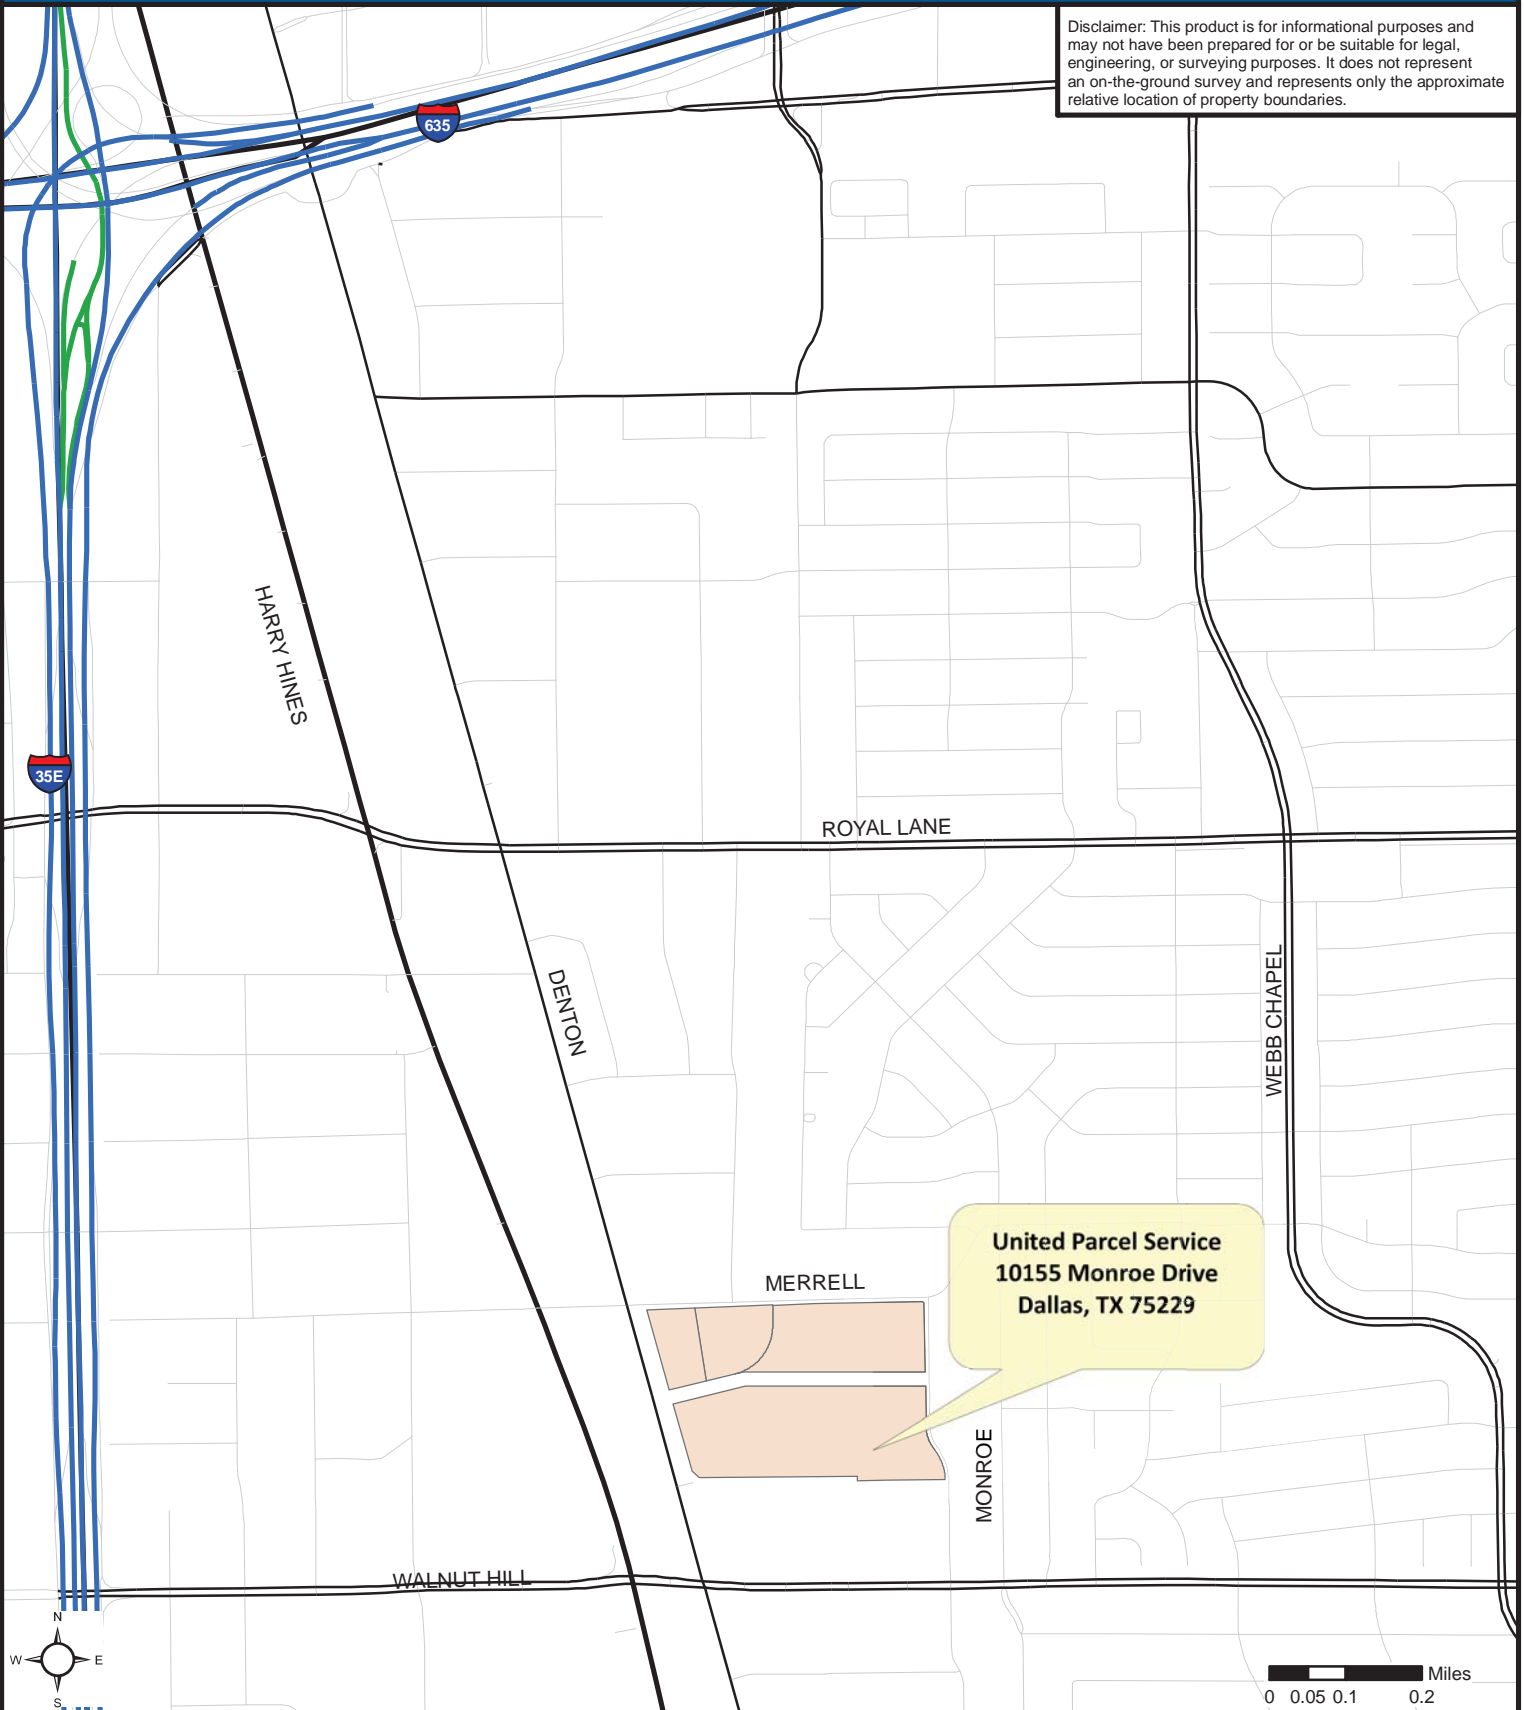 Disclaimer: This product is for informational purposes and
may not have been prepared for or be suitable for legal,
engineering, or surveying purposes. It does not represent
an on-the-ground survey and represents only the approximate
relative location of property boundaries.
635
HARRY HINES
35E
ROYAL LANE
DENTON
WEBB CHAPEL
United Parcel Service
10155 Monroe Drive
Dallas, TX 75229
MERRELL
MONROE
WALNUT HILL
N
W E
S
Miles
0 0.05 0.1 0.2